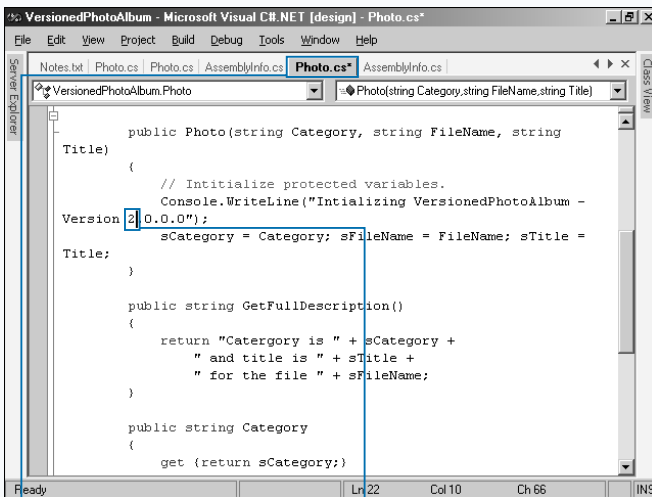 VersionedPhotoAlbum - Microsoft Visual C#.NET [design] - Photo.cs*
File Edit View Project Build Debug Tools Window Help
Server Explorer
Notes.txt Photo.cs Photo.cs AssemblyInfo.cs Photo.cs* AssemblyInfo.cs
Class View
VersionedPhotoAlbum.Photo Photo(string Category,string FileName,string Title)
public Photo(string Category, string FileName, string
Title)
{
// Intitialize protected variables.
Console.WriteLine("Intializing VersionedPhotoAlbum -
Version 2.0.0.0");
sCategory = Category; sFileName = FileName; sTitle =
Title;
}
public string GetFullDescription()
{
return "Catergory is " + sCategory +
" and title is " + sTitle +
" for the file " + sFileName;
}
public string Category
{
get {return sCategory;}
Ready Ln 22 Col 10 Ch 66 INS